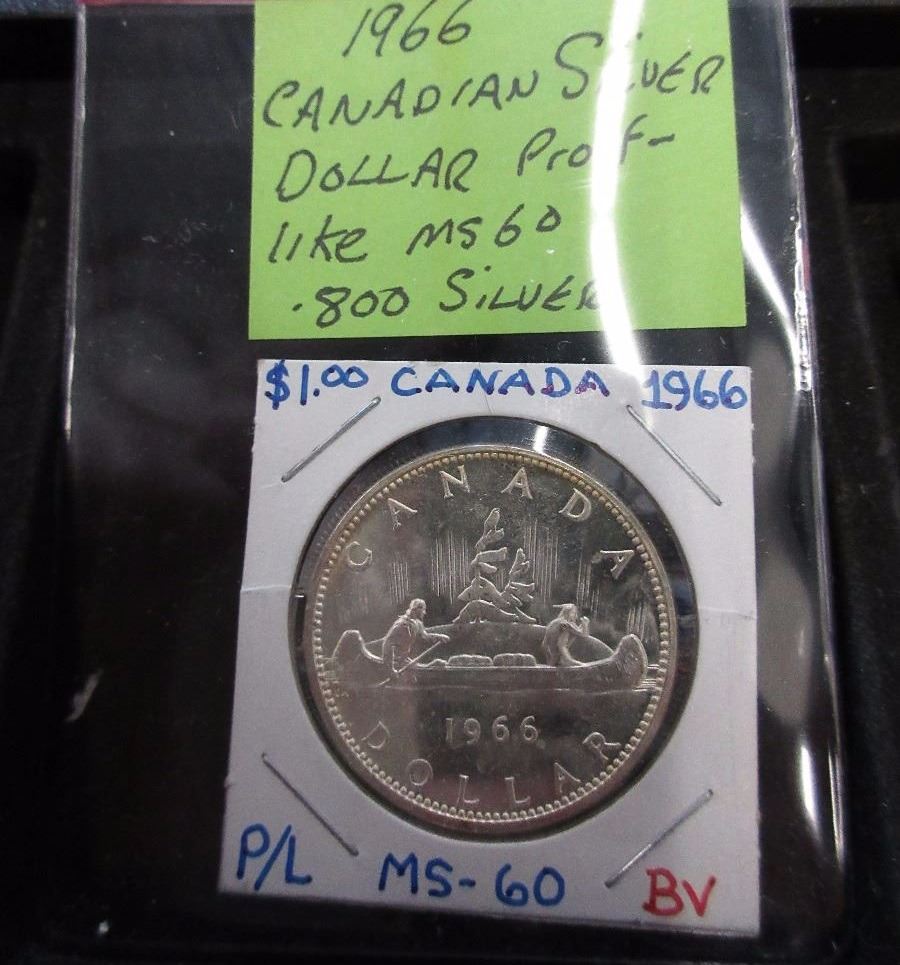 1966
CANADIAN SILVER
DOLLAR Proof-
like MS60
.800 SILVER
$1.00 CANADA 1966
CANADA
1966
DOLLAR
P/L MS-60 BV